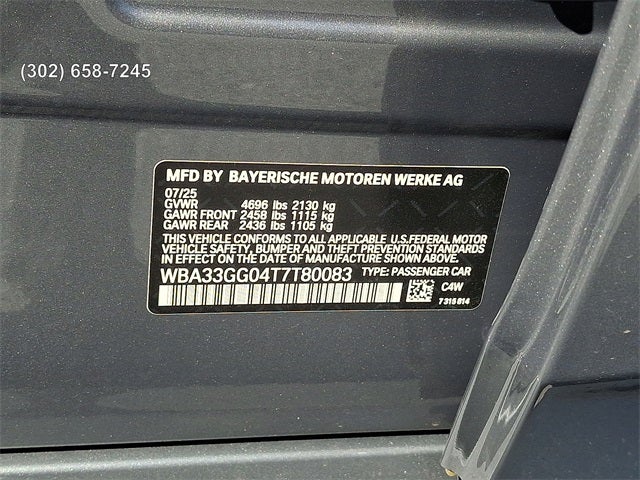 (302) 658-7245
MFD BY BAYERISCHE MOTOREN WERKE AG
07/25
GVWR 4696 lbs 2130 kg
GAWR FRONT 2458 lbs 1115 kg
GAWR REAR 2436 lbs 1105 kg
THIS VEHICLE CONFORMS TO ALL APPLICABLE U.S.FEDERAL MOTOR
VEHICLE SAFETY, BUMPER AND THEFT PREVENTION STANDARDS
IN EFFECT ON THE DATE OF MANUFACTURE SHOWN ABOVE.
WBA33GG04T7T80083 TYPE: PASSENGER CAR
C4W
7315814